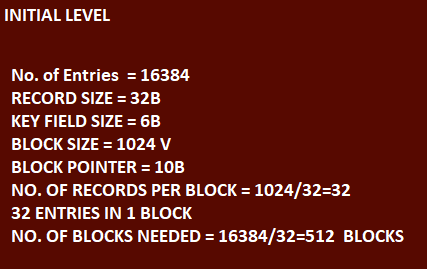 INITIAL LEVEL
No. of Entries = 16384
RECORD SIZE = 32B
KEY FIELD SIZE = 6B
BLOCK SIZE = 1024 V
BLOCK POINTER = 10B
NO. OF RECORDS PER BLOCK = 1024/32=32
32 ENTRIES IN 1 BLOCK
NO. OF BLOCKS NEEDED = 16384/32=512 BLOCKS